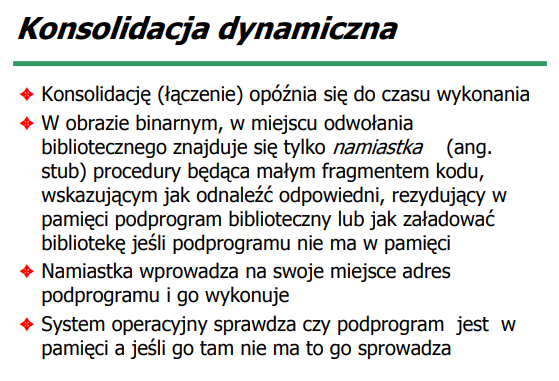 Konsolidacja dynamiczna
Konsolidację (łączenie) opóźnia się do czasu wykonania
W obrazie binarnym, w miejscu odwołania
bibliotecznego znajduje się tylko namiastka (ang.
stub) procedury będąca małym fragmentem kodu,
wskazującym jak odnaleźć odpowiedni, rezydujący w
pamięci podprogram biblioteczny lub jak załadować
bibliotekę jeśli podprogramu nie ma w pamięci
Namiastka wprowadza na swoje miejsce adres
podprogramu i go wykonuje
System operacyjny sprawdza czy podprogram jest w
pamięci a jeśli go tam nie ma to go sprowadza